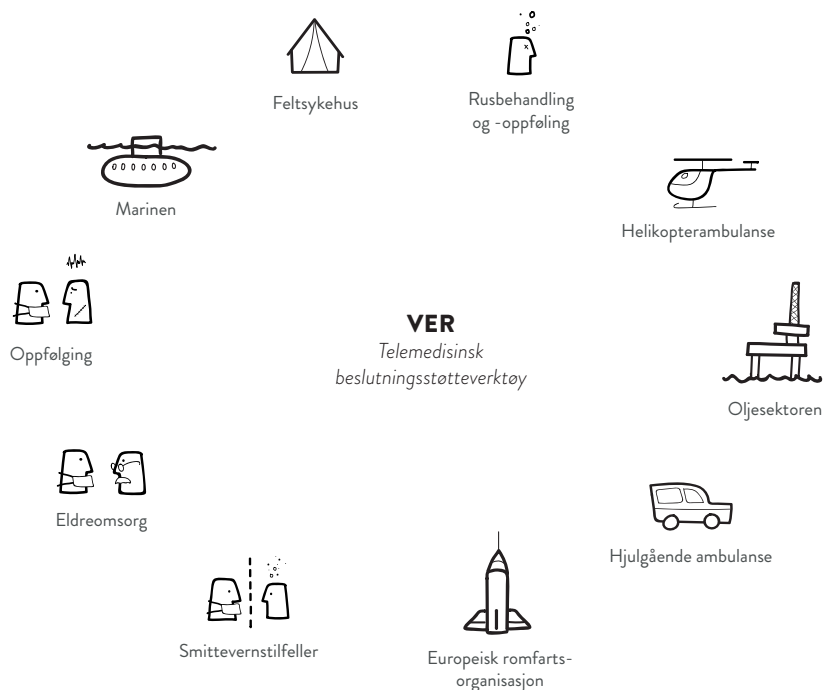 Feltsykehus
Rusbehandling
og -oppføling
Marinen
Helikopterambulanse
Oppfølging
VER
Telemedisinsk
beslutningsstøtteverktøy
Oljesektoren
Eldreomsorg
Hjulgående ambulanse
Smittevernstilfeller
Europeisk romfarts-
organisasjon